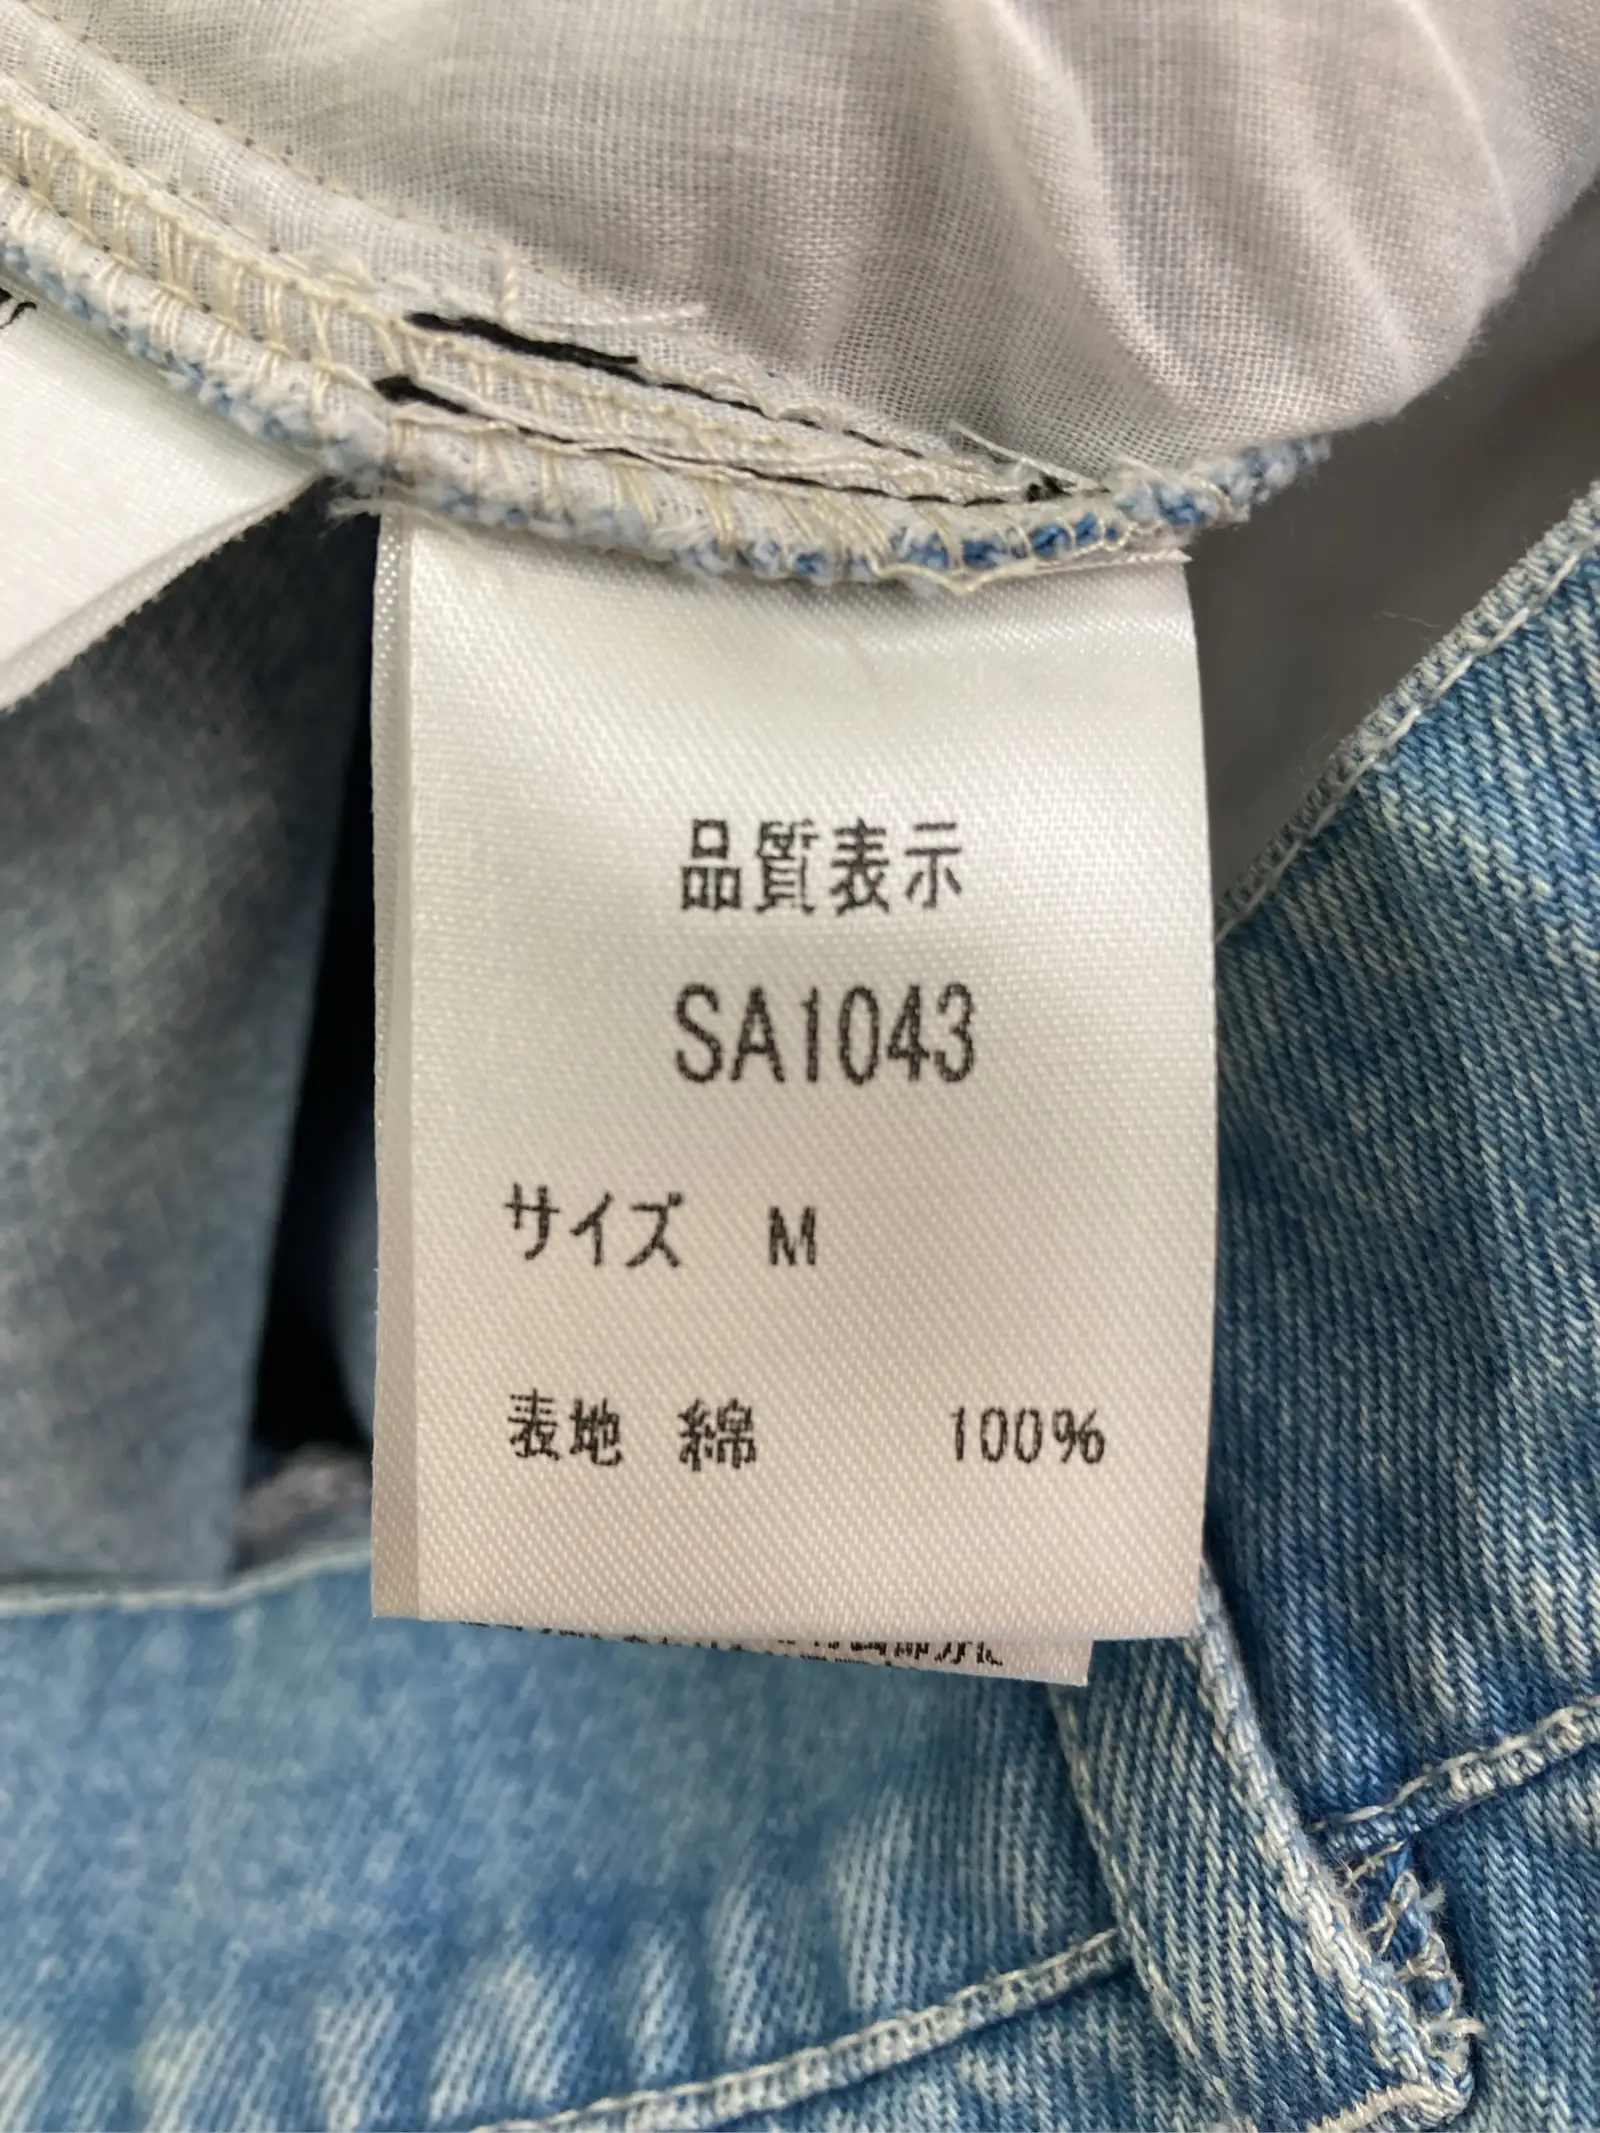 品質表示
SA1043
サイズ M
表地 綿 100%